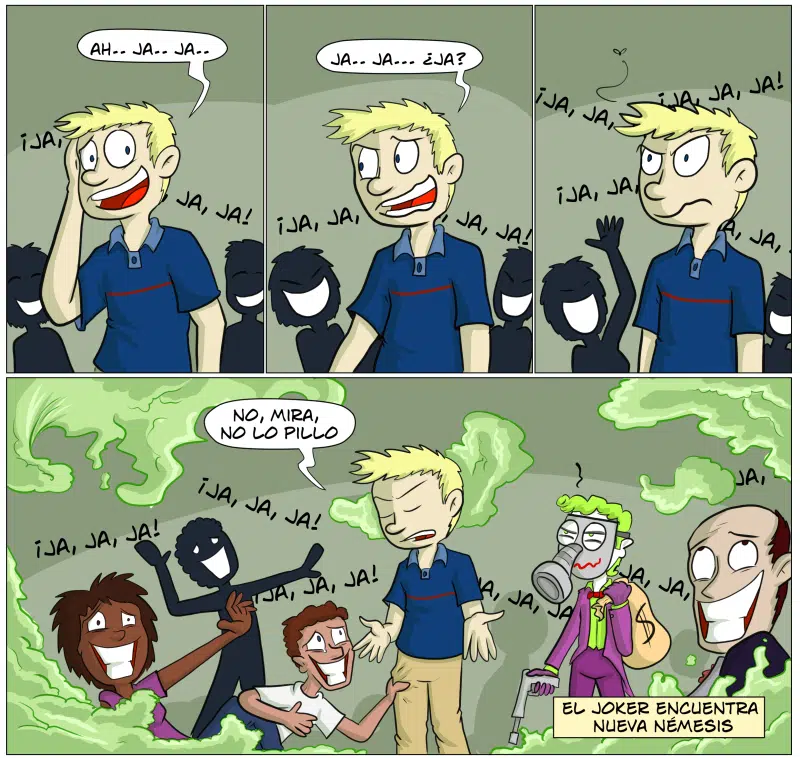 AH.. JA.. JA..
¡JA,
JA, JA!
JA.. JA... ¿JA?
¡JA, JA,
JA, JA, JA!
¡JA, JA,
¡JA, JA, JA!
¡JA, JA,
JA, JA,
NO, MIRA,
NO LO PILLO
¡JA, JA, JA!
¡JA, JA, JA!
¡JA, JA, JA!
JA, JA, JA
JA, JA,
JA,
$
EL JOKER ENCUENTRA
NUEVA NÉMESIS